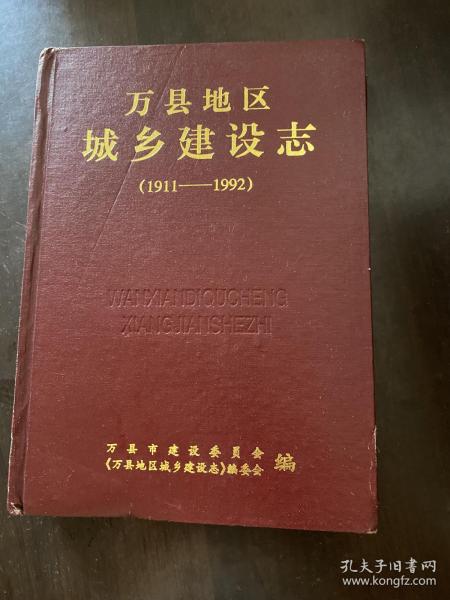 万县地区
城乡建设志
(1911——1992)
WANXIANDIQUCHENG
XIANGJIANSHEZHI
万县市建设委员会
《万县地区城乡建设志》编委会 编
孔夫子旧书网
www.kongfz.com